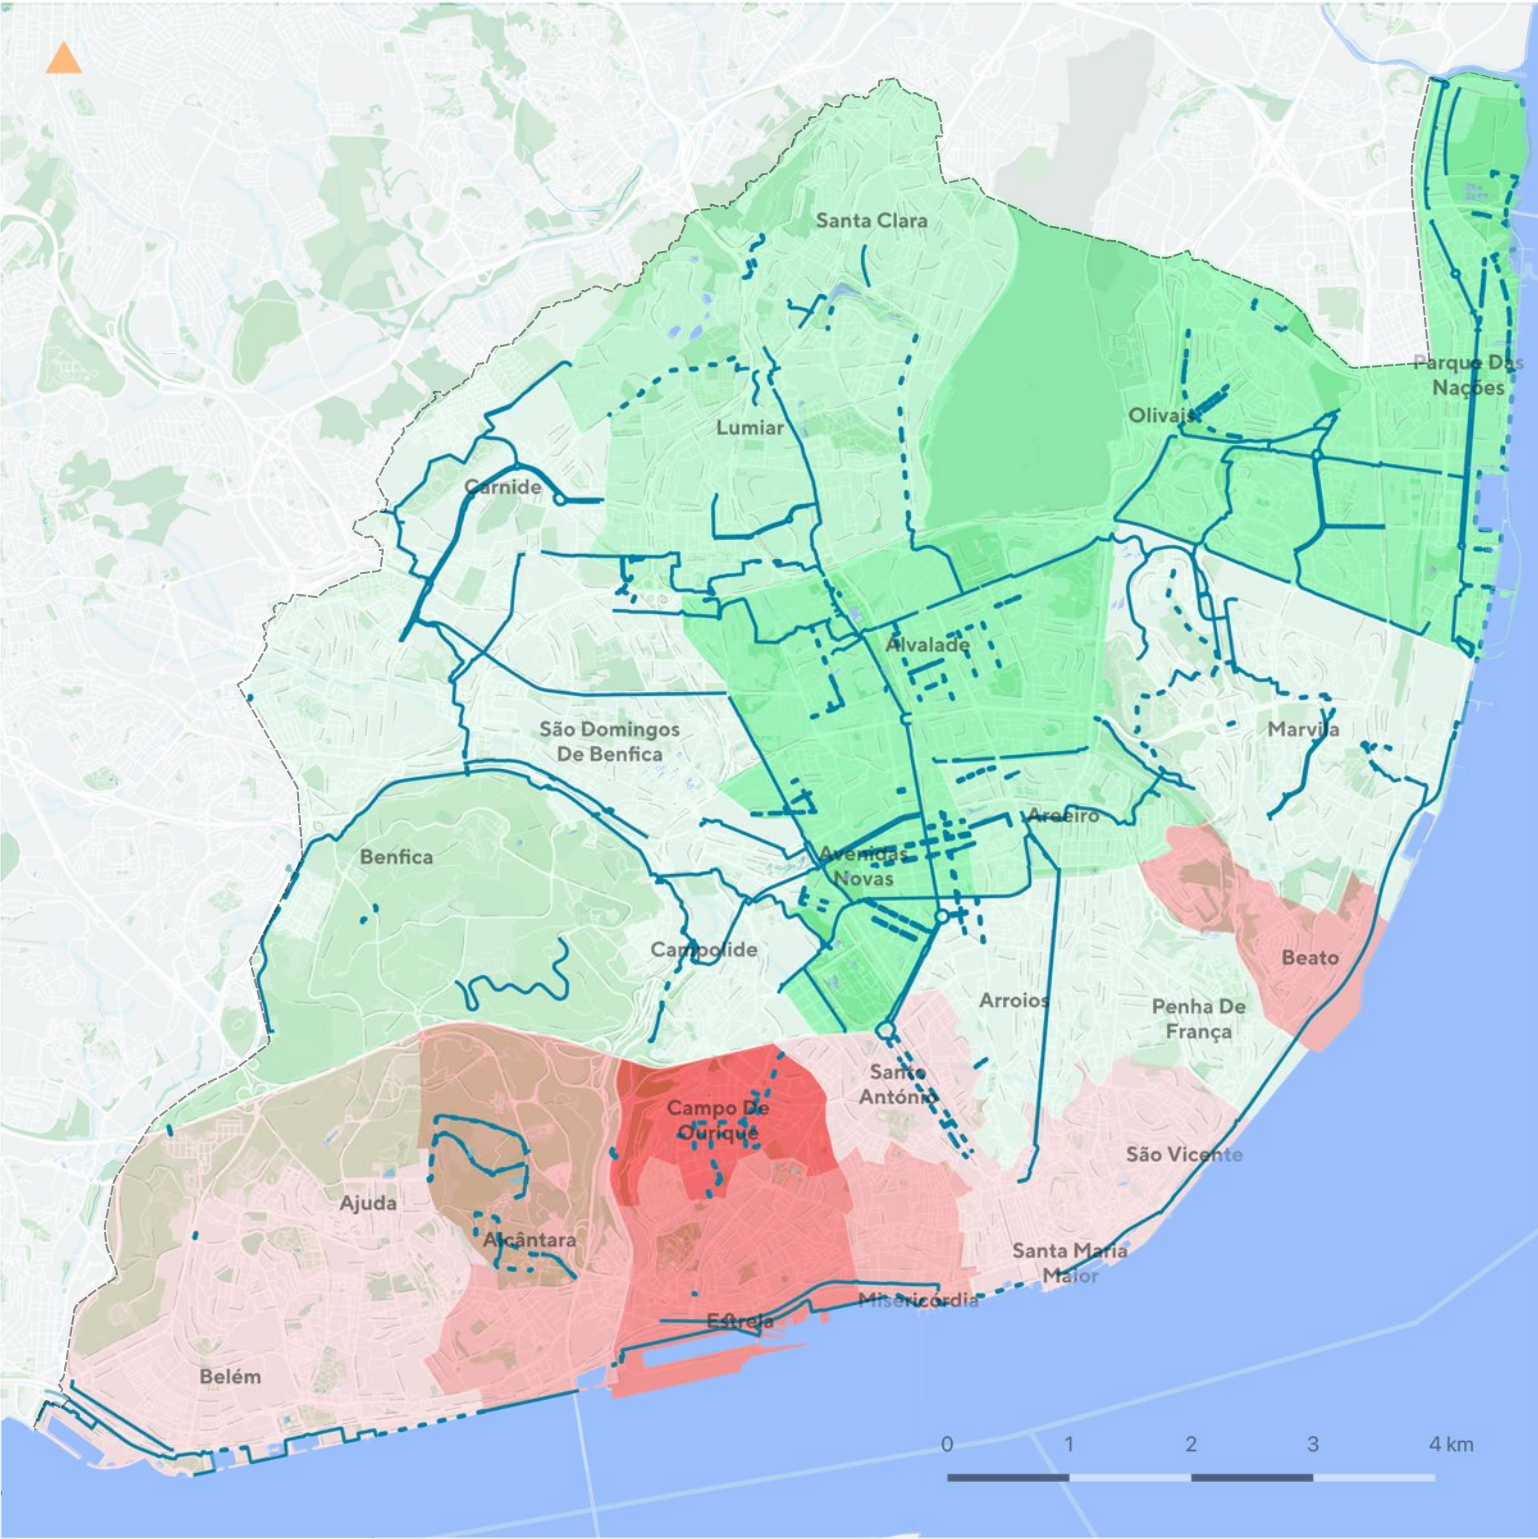 Santa Clara
Parque Das
Nações
Olivais
Lumiar
Carnide
Alvalade
São Domingos
De Benfica
Marvila
Areeiro
Benfica
Avenidas
Novas
Campolide
Beato
Arroios
Penha De
França
Santo
António
Campo De
Ourique
São Vicente
Ajuda
Alcântara
Santa Maria
Maior
Misericórdia
Estrela
Belém
0 1 2 3 4 km